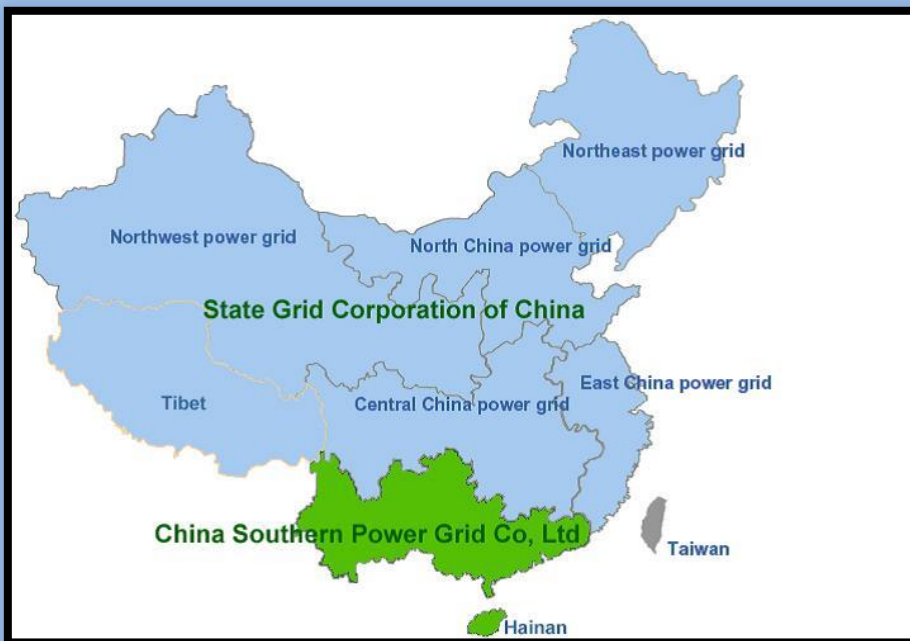 Northeast power grid
Northwest power grid
North China power grid
State Grid Corporation of China
East China power grid
Tibet
Central China power grid
China Southern Power Grid Co, Ltd
Taiwan
Hainan